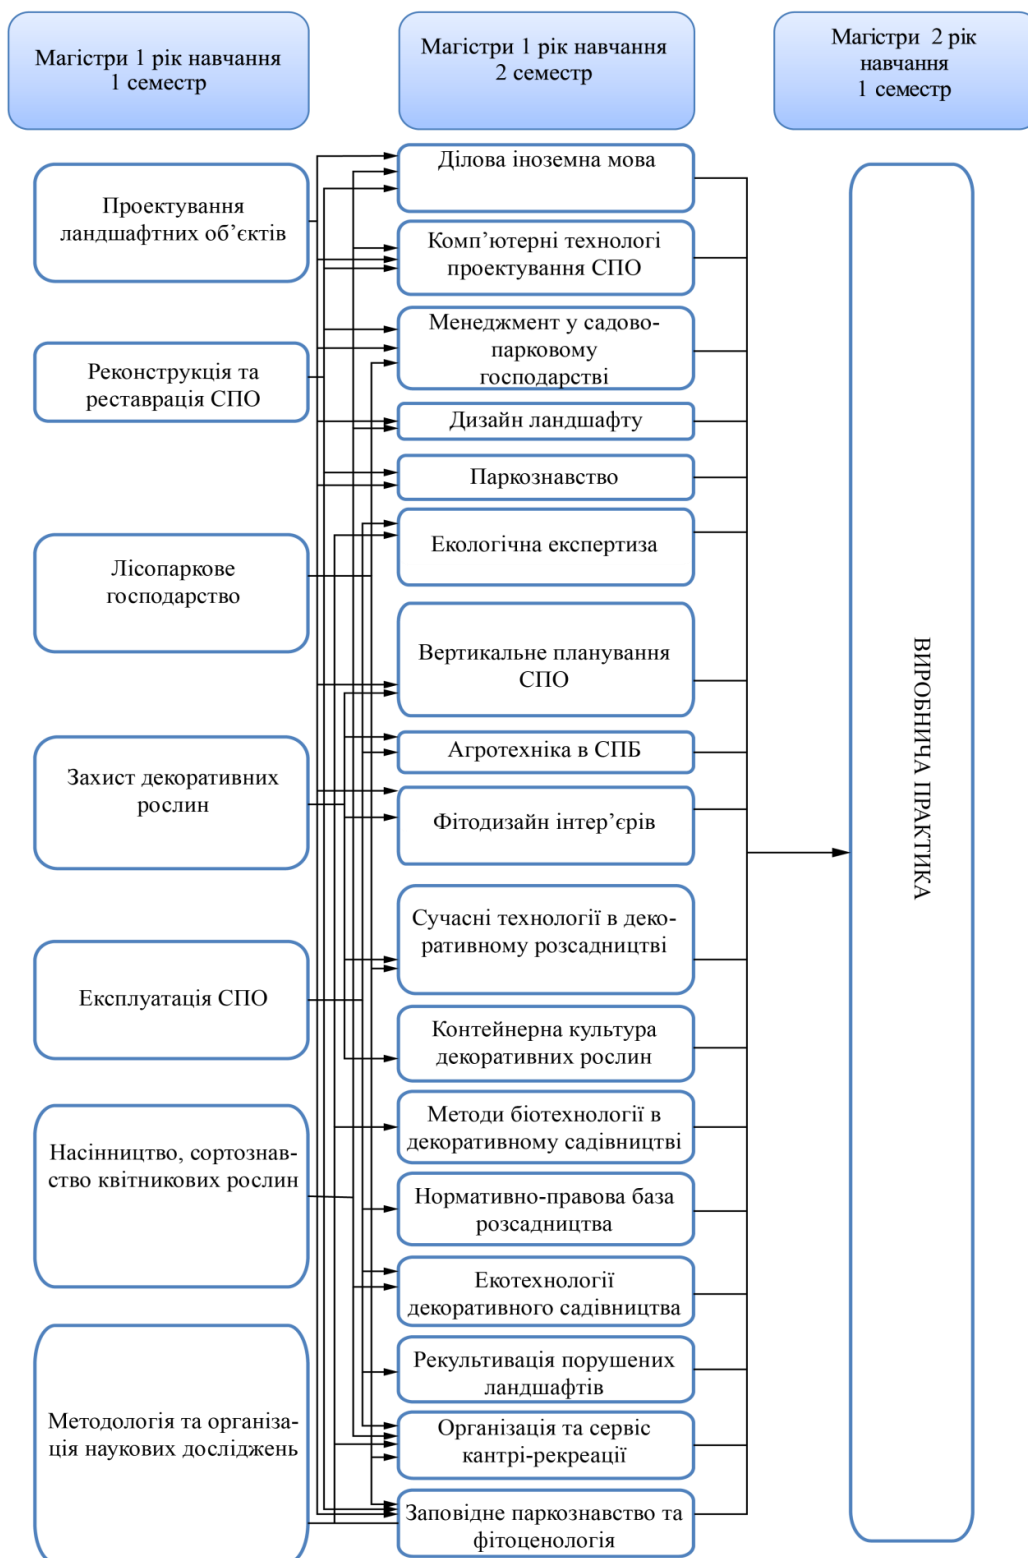 Магістри 1 рік навчання
1 семестр
Магістри 1 рік навчання
2 семестр
Магістри 2 рік
навчання
1 семестр
Проектування
ландшафтних об’єктів
Реконструкція та
реставрація СПО
Лісопаркове
господарство
Захист декоративних
рослин
Експлуатація СПО
Насінництво, сортознав-
ство квітникових рослин
Методологія та організа-
ція наукових досліджень
Ділова іноземна мова
Комп’ютерні технологі
проектування СПО
Менеджмент у садово-
парковому
господарстві
Дизайн ландшафту
Паркознавство
Екологічна експертиза
Вертикальне планування
СПО
Агротехніка в СПБ
Фітодизайн інтер’єрів
Сучасні технології в деко-
ративному розсадництві
Контейнерна культура
декоративних рослин
Методи біотехнології в
декоративному садівництві
Нормативно-правова база
розсадництва
Екотехнології
декоративного садівництва
Рекультивація порушених
ландшафтів
Організація та сервіс
кантрі-рекреації
Заповідне паркознавство та
фітоценологія
ВИРОБНИЧА ПРАКТИКА